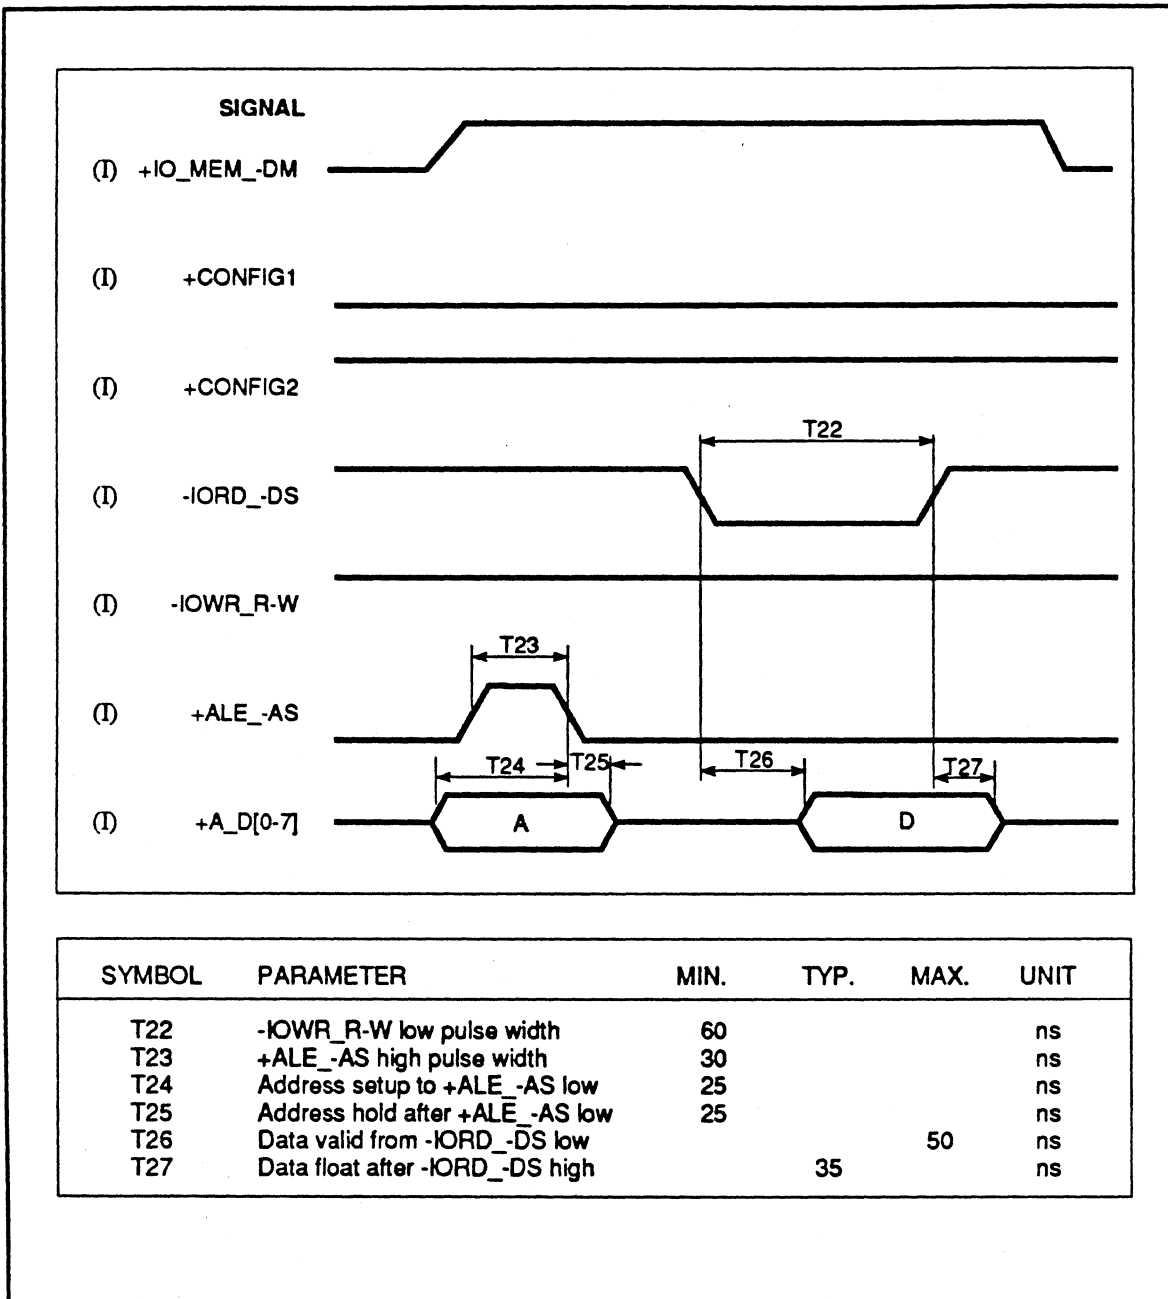 SIGNAL
(I) +IO_MEM_-DM
(I) +CONFIG1
(I) +CONFIG2
T22
(I) -IORD_-DS
(I) -IOWR_R-W
T23
(I) +ALE_-AS
T24 T25 T26 T27
(I) +A_D[0-7] A D
SYMBOL PARAMETER MIN. TYP. MAX. UNIT
T22 -IOWR_R-W low pulse width 60 ns
T23 +ALE_-AS high pulse width 30 ns
T24 Address setup to +ALE_-AS low 25 ns
T25 Address hold after +ALE_-AS low 25 ns
T26 Data valid from -IORD_-DS low 50 ns
T27 Data float after -IORD_-DS high 35 ns